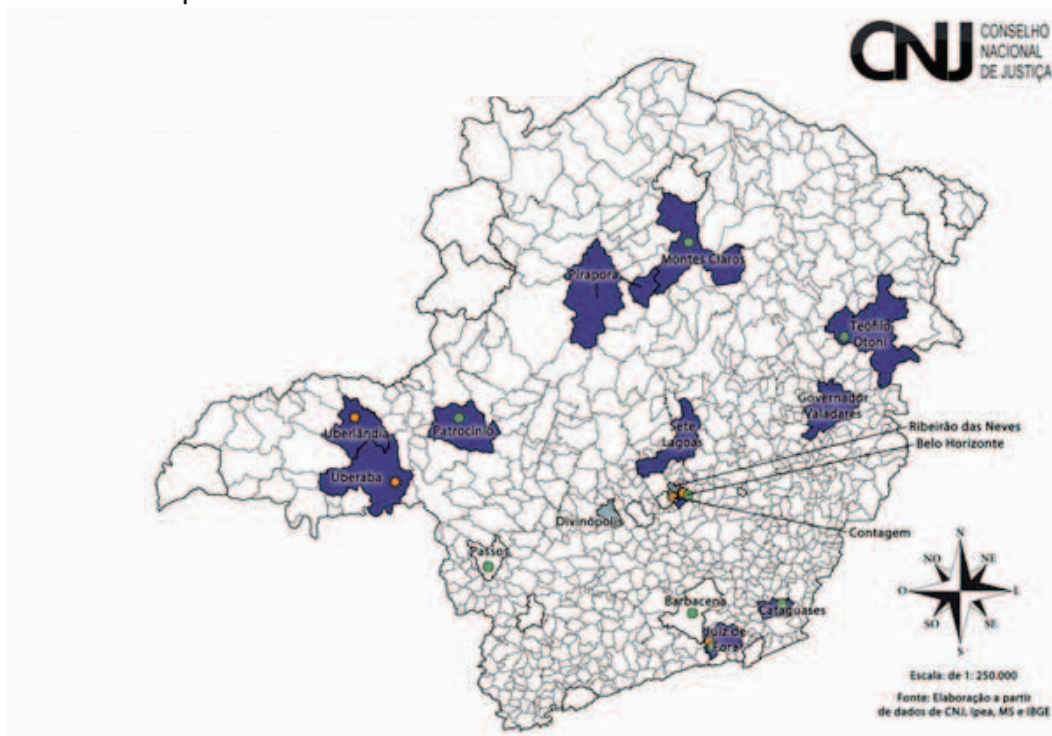 CNJ
CONSELHO
NACIONAL
DE JUSTIÇA
Montes Claros
Pirapora
Teófilo
Otoni
Governador
Valadares
Uberlândia
Patrocínio
Sete
Lagoas
Ribeirão das Neves
Belo Horizonte
Uberaba
Divinópolis
Contagem
Passos
Barbacena
Cataguases
Juiz de
Fora
N
NO
NE
O
L
SO
SE
S
Escala: de 1: 250.000
Fonte: Elaboração a partir
de dados de CNJ, Ipea, MS e IBGE